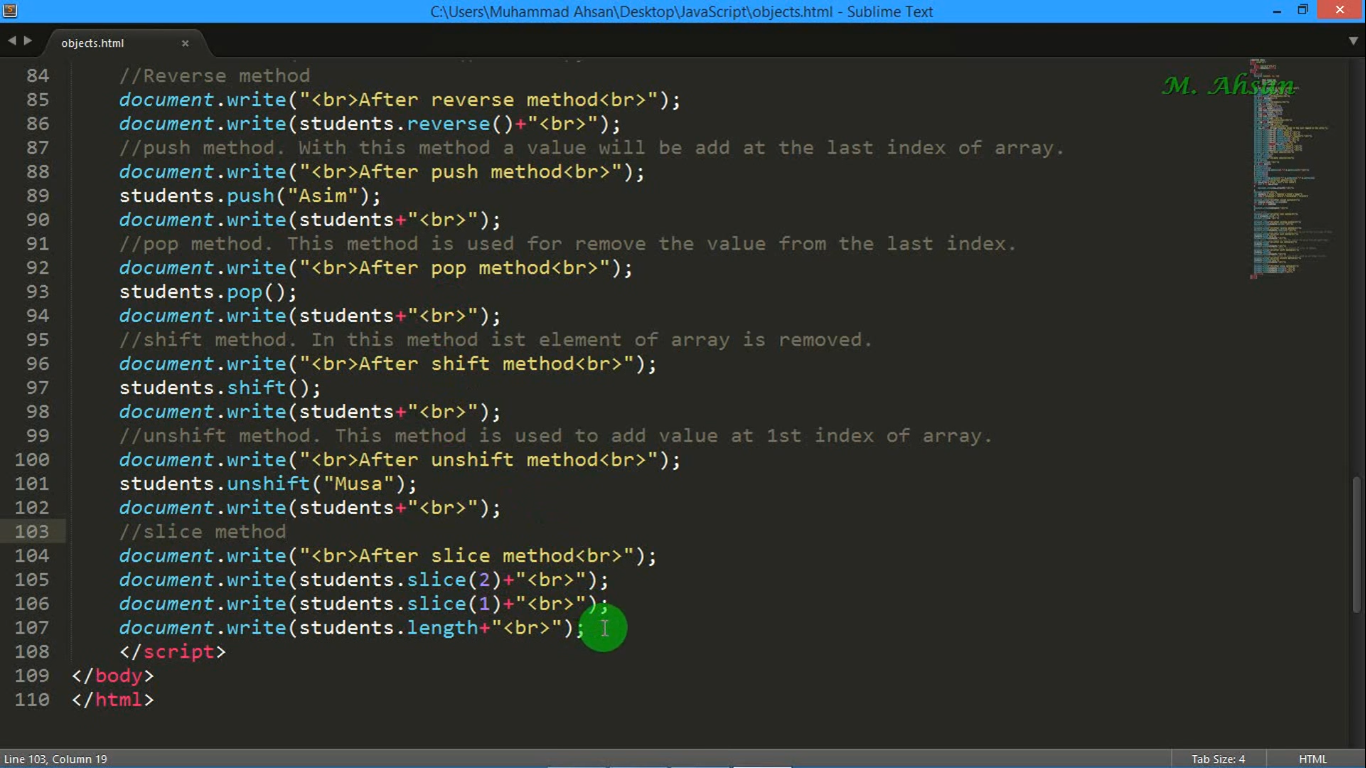 C:\Users\Muhammad Ahsan\Desktop\JavaScript\objects.html - Sublime Text
objects.html
M. Ahsan
84 //Reverse method
85 document.write("<br>After reverse method<br>");
86 document.write(students.reverse()+"<br>");
87 //push method. With this method a value will be add at the last index of array.
88 document.write("<br>After push method<br>");
89 students.push("Asim");
90 document.write(students+"<br>");
91 //pop method. This method is used for remove the value from the last index.
92 document.write("<br>After pop method<br>");
93 students.pop();
94 document.write(students+"<br>");
95 //shift method. In this method ist element of array is removed.
96 document.write("<br>After shift method<br>");
97 students.shift();
98 document.write(students+"<br>");
99 //unshift method. This method is used to add value at 1st index of array.
100 document.write("<br>After unshift method<br>");
101 students.unshift("Musa");
102 document.write(students+"<br>");
103 //slice method
104 document.write("<br>After slice method<br>");
105 document.write(students.slice(2)+"<br>");
106 document.write(students.slice(1)+"<br>");
107 document.write(students.length+"<br>");
108 </script>
109 </body>
110 </html>
Line 103, Column 19
Tab Size: 4
HTML